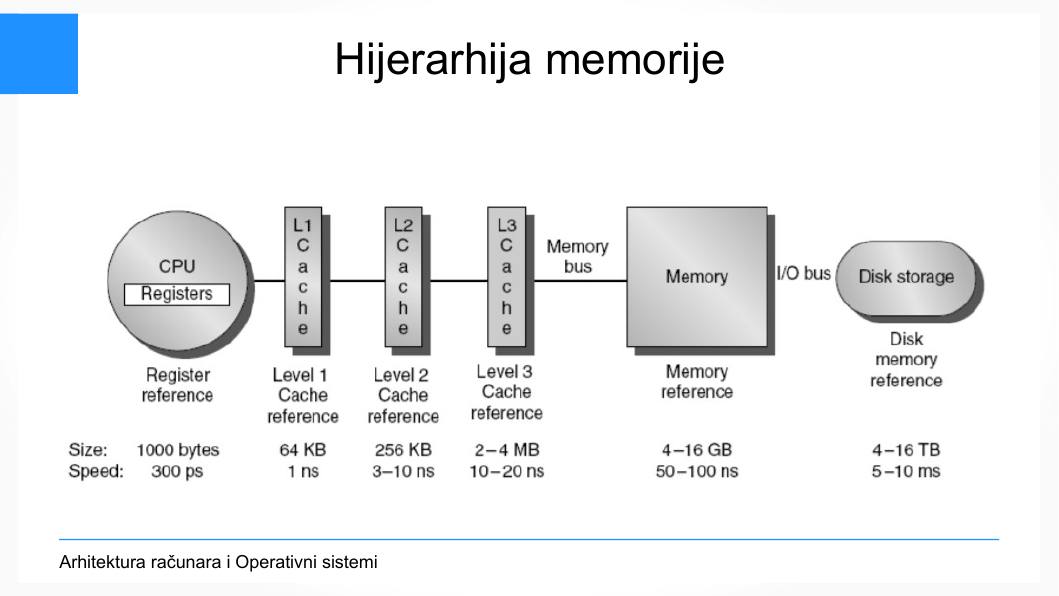 Hijerarhija memorije
CPU
Registers
L1
C
a
c
h
e
L2
C
a
c
h
e
L3
C
a
c
h
e
Memory
bus
Memory
I/O bus
Disk storage
Register
reference
Level 1
Cache
reference
Level 2
Cache
reference
Level 3
Cache
reference
Memory
reference
Disk
memory
reference
Size: 1000 bytes 64 KB 256 KB 2–4 MB 4–16 GB 4–16 TB
Speed: 300 ps 1 ns 3–10 ns 10–20 ns 50–100 ns 5–10 ms
Arhitektura računara i Operativni sistemi